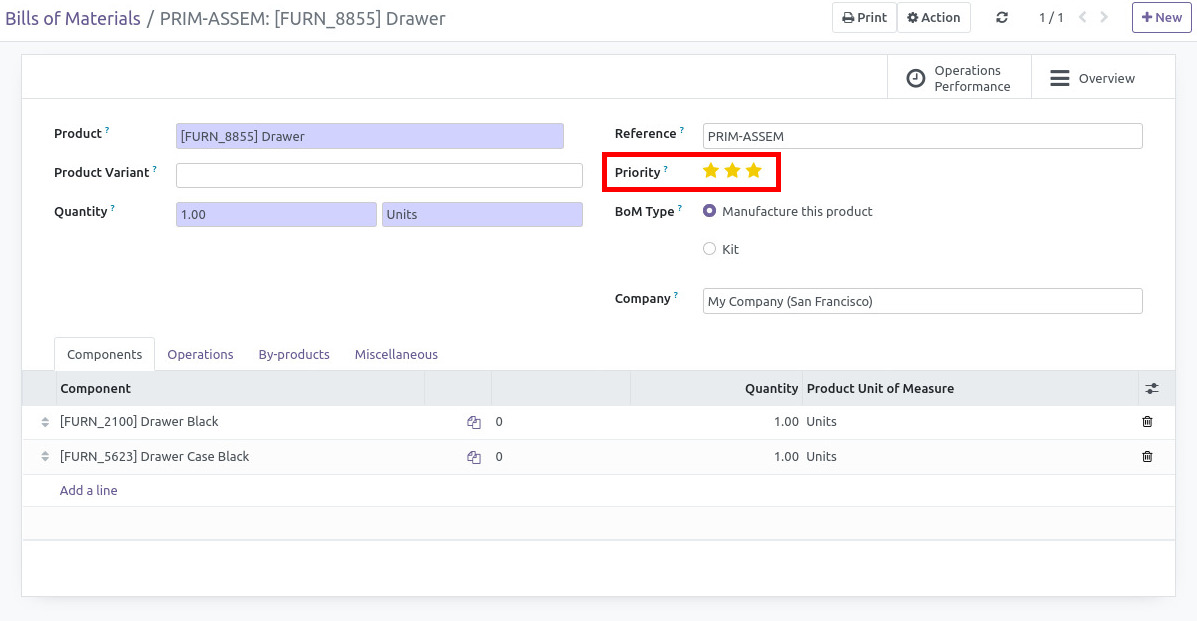 Bills of Materials / PRIM-ASSEM: [FURN_8855] Drawer
Print
Action
1 / 1
New
Operations
Performance
Overview
Product ?
[FURN_8855] Drawer
Reference ?
PRIM-ASSEM
Product Variant ?
Priority ?
Quantity ?
1.00
Units
BoM Type ?
Manufacture this product
Kit
Company ?
My Company (San Francisco)
Components Operations By-products Miscellaneous
Component Quantity Product Unit of Measure
[FURN_2100] Drawer Black 0 1.00 Units
[FURN_5623] Drawer Case Black 0 1.00 Units
Add a line